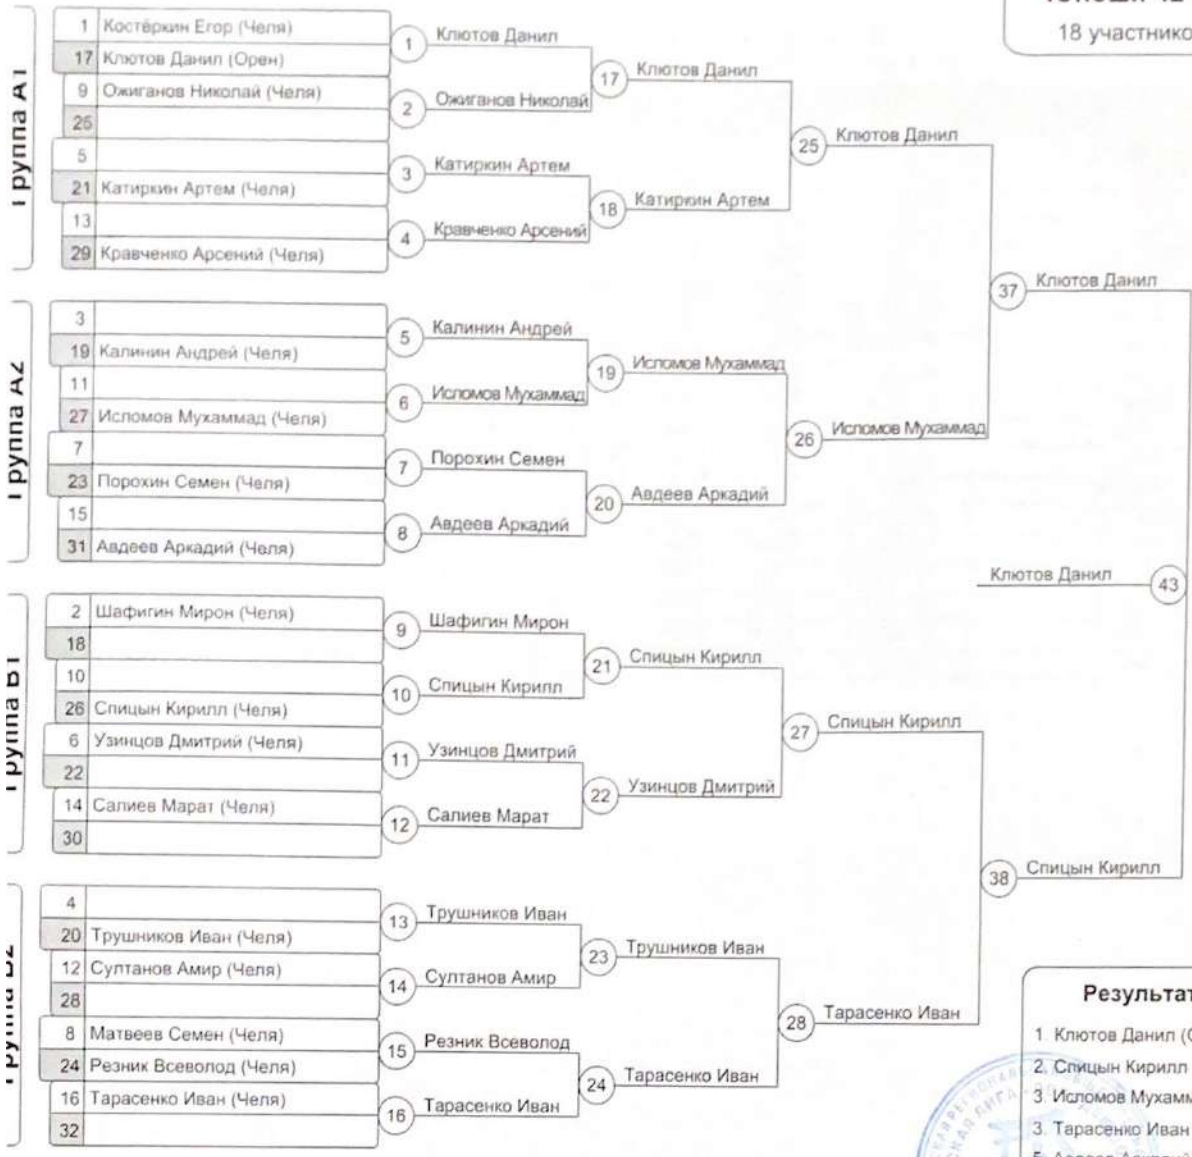 18 участнико
Группа А1
1 Костёркин Егор (Челя)
17 Клютов Данил (Орен)
9 Ожиганов Николай (Челя)
25
5
21 Катиркин Артем (Челя)
13
29 Кравченко Арсений (Челя)
1 Клютов Данил
2 Ожиганов Николай
3 Катиркин Артем
4 Кравченко Арсений
17 Клютов Данил
18 Катиркин Артем
25 Клютов Данил
Группа А2
3
19 Калинин Андрей (Челя)
11
27 Исломов Мухаммад (Челя)
7
23 Порохин Семен (Челя)
15
31 Авдеев Аркадий (Челя)
5 Калинин Андрей
6 Исломов Мухаммад
7 Порохин Семен
8 Авдеев Аркадий
19 Исломов Мухаммад
20 Авдеев Аркадий
26 Исломов Мухаммад
37 Клютов Данил
Группа Б1
2 Шафигин Мирон (Челя)
18
10
26 Спицын Кирилл (Челя)
6 Узинцов Дмитрий (Челя)
22
14 Салиев Марат (Челя)
30
9 Шафигин Мирон
10 Спицын Кирилл
11 Узинцов Дмитрий
12 Салиев Марат
21 Спицын Кирилл
22 Узинцов Дмитрий
27 Спицын Кирилл
Группа Б2
4
20 Трушников Иван (Челя)
12 Султанов Амир (Челя)
28
8 Матвеев Семен (Челя)
24 Резник Всеволод (Челя)
16 Тарасенко Иван (Челя)
32
13 Трушников Иван
14 Султанов Амир
15 Резник Всеволод
16 Тарасенко Иван
23 Трушников Иван
24 Тарасенко Иван
28 Тарасенко Иван
38 Спицын Кирилл
Клютов Данил 43
Результат
1. Клютов Данил (О
2. Спицын Кирилл
3. Исломов Мухамм
3. Тарасенко Иван